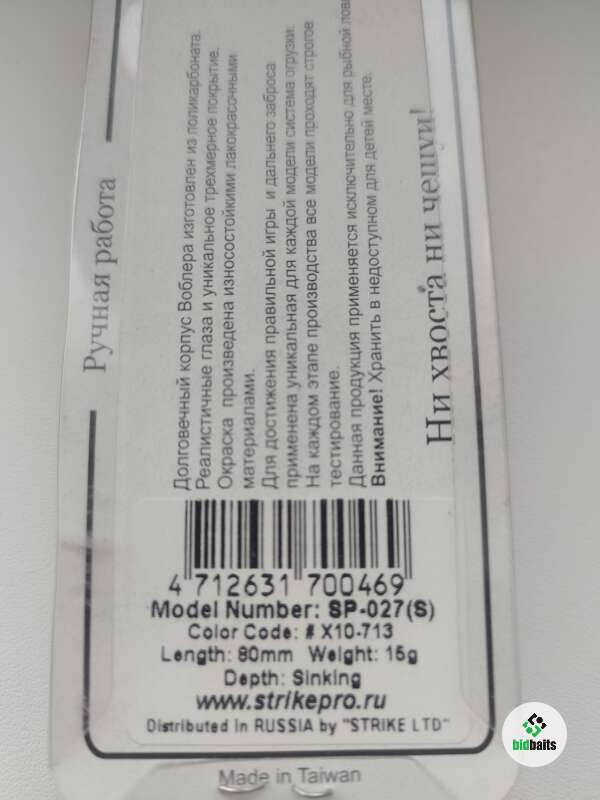 Ручная работа
Долговечный корпус Воблера изготовлен из поликарбоната.
Реалистичные глаза и уникальное трехмерное покрытие.
Окраска произведена износостойкими лакокрасочными
материалами.
Для достижения правильной игры и дальнего заброса
применена уникальная для каждой модели система огрузки.
На каждом этапе производства все модели проходят строгое
тестирование.
Данная продукция применяется исключительно для рыбной
Внимание! Хранить в недоступном для детей месте.
Ни хвоста ни чешуи!
4 712631 700469
Model Number: SP-027(S)
Color Code: # X10-713
Length: 80mm Weight: 15g
Depth: Sinking
www.strikepro.ru
Distributed in RUSSIA by "STRIKE LTD"
Made in Taiwan
bidbaits